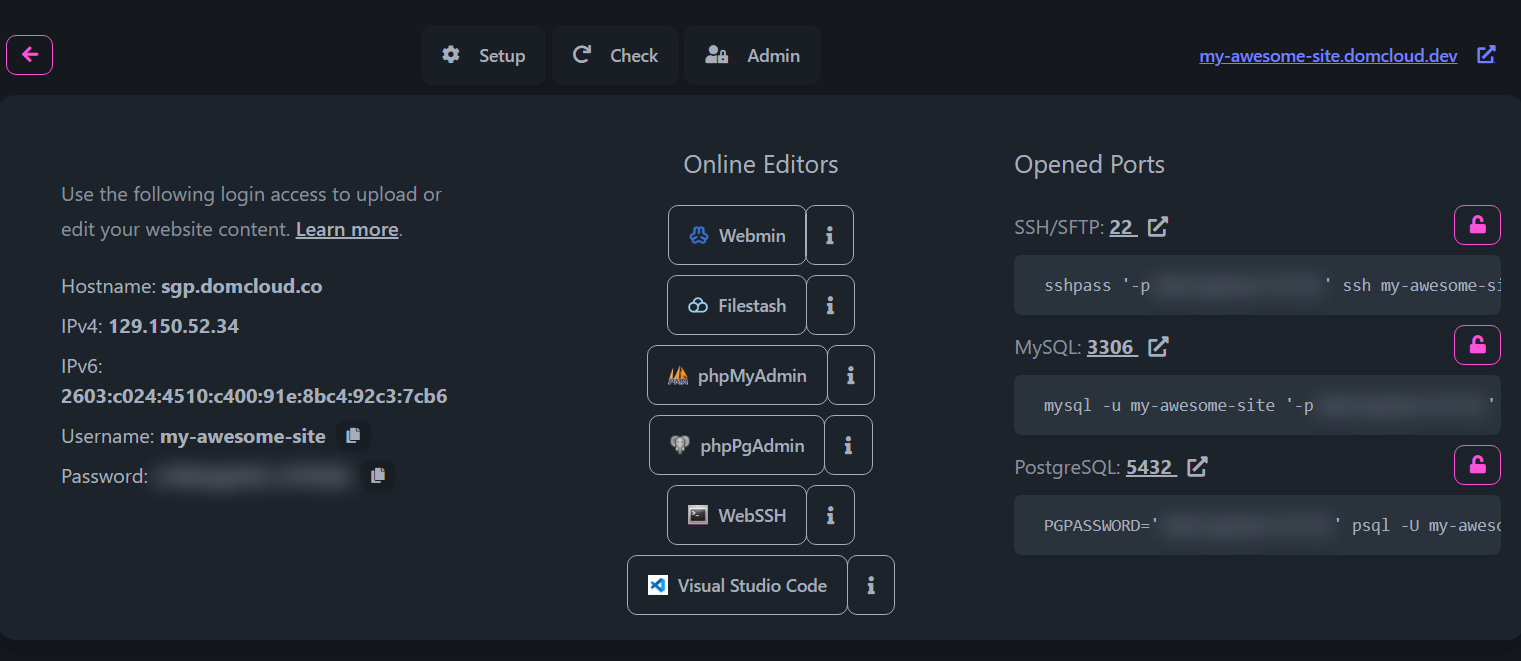 Setup
Check
Admin
my-awesome-site.domcloud.dev
Use the following login access to upload or
edit your website content. Learn more.
Hostname: sgp.domcloud.co
IPv4: 129.150.52.34
IPv6:
2603:c024:4510:c400:91e:8bc4:92c3:7cb6
Username: my-awesome-site
Password:
Online Editors
Webmin
Filestash
phpMyAdmin
phpPgAdmin
WebSSH
Visual Studio Code
Opened Ports
SSH/SFTP: 22
sshpass '-p ' ssh my-awesome-si
MySQL: 3306
mysql -u my-awesome-site '-p '
PostgreSQL: 5432
PGPASSWORD=' ' psql -U my-aweso